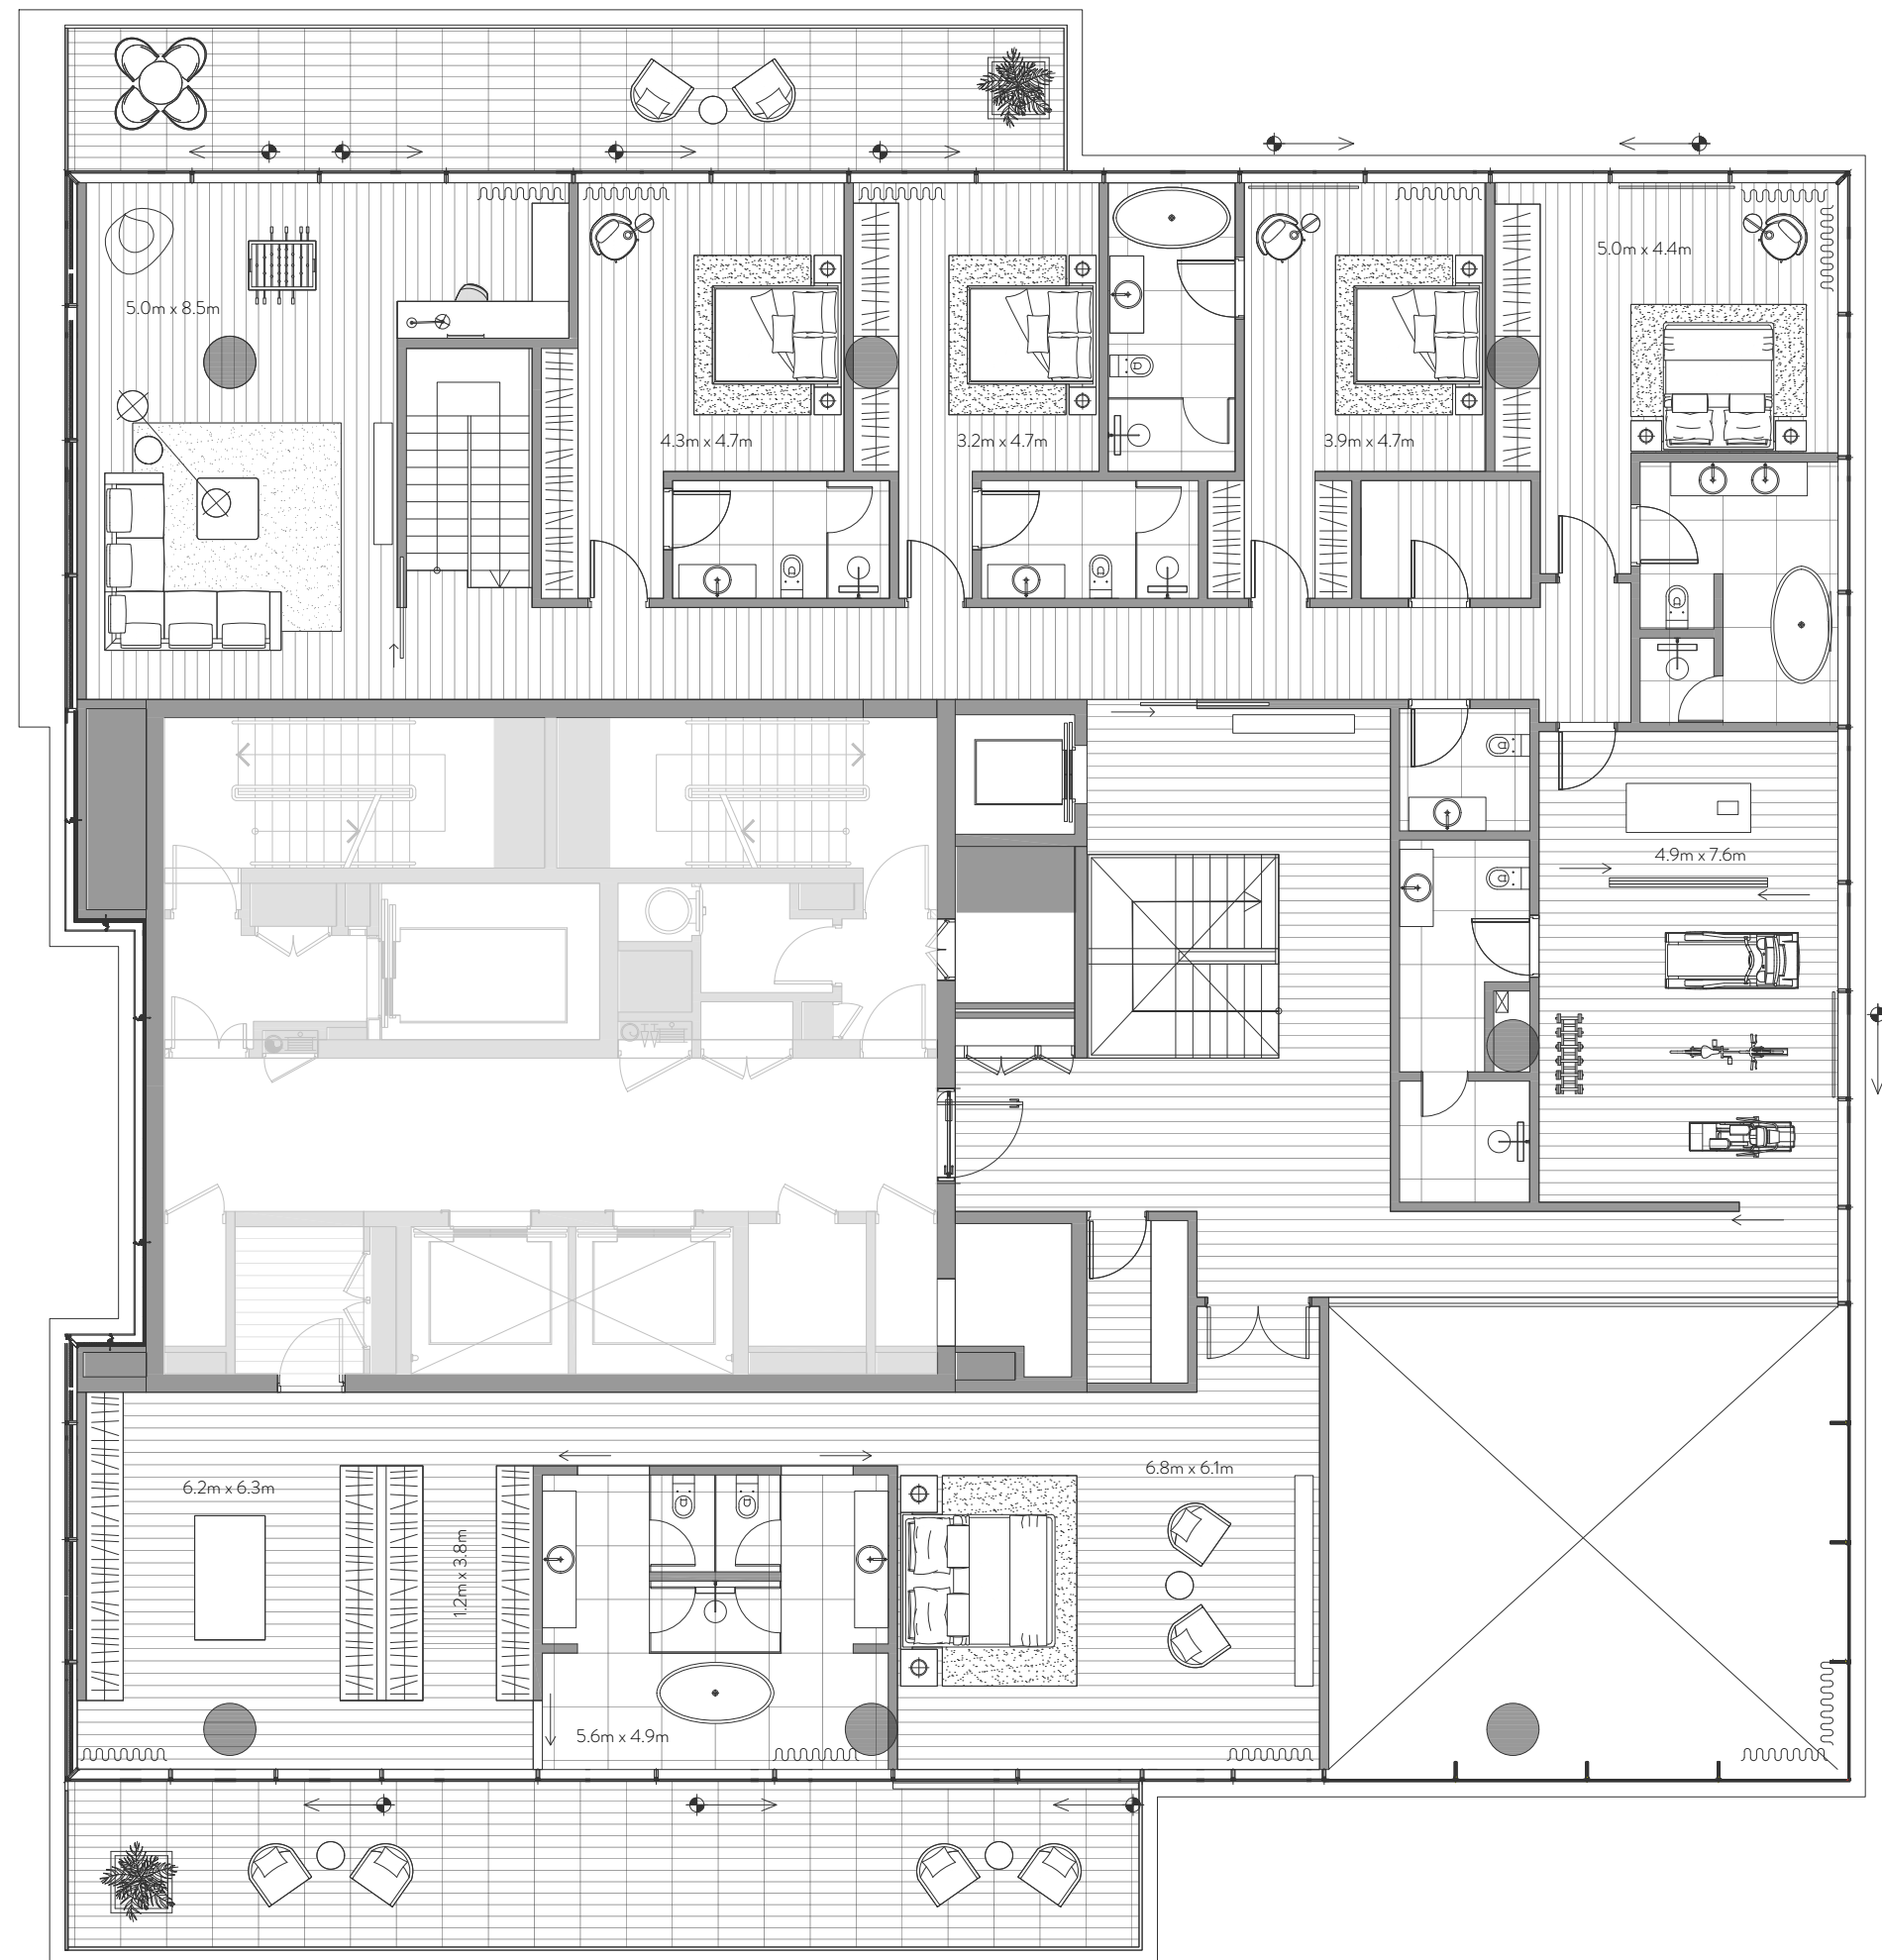 5.0m x 4.4m
5.0m x 8.5m
4.3m x 4.7m
3.2m x 4.7m
3.9m x 4.7m
4.9m x 7.6m
6.8m x 6.1m
6.2m x 6.3m
1.2m x 3.8m
5.6m x 4.9m